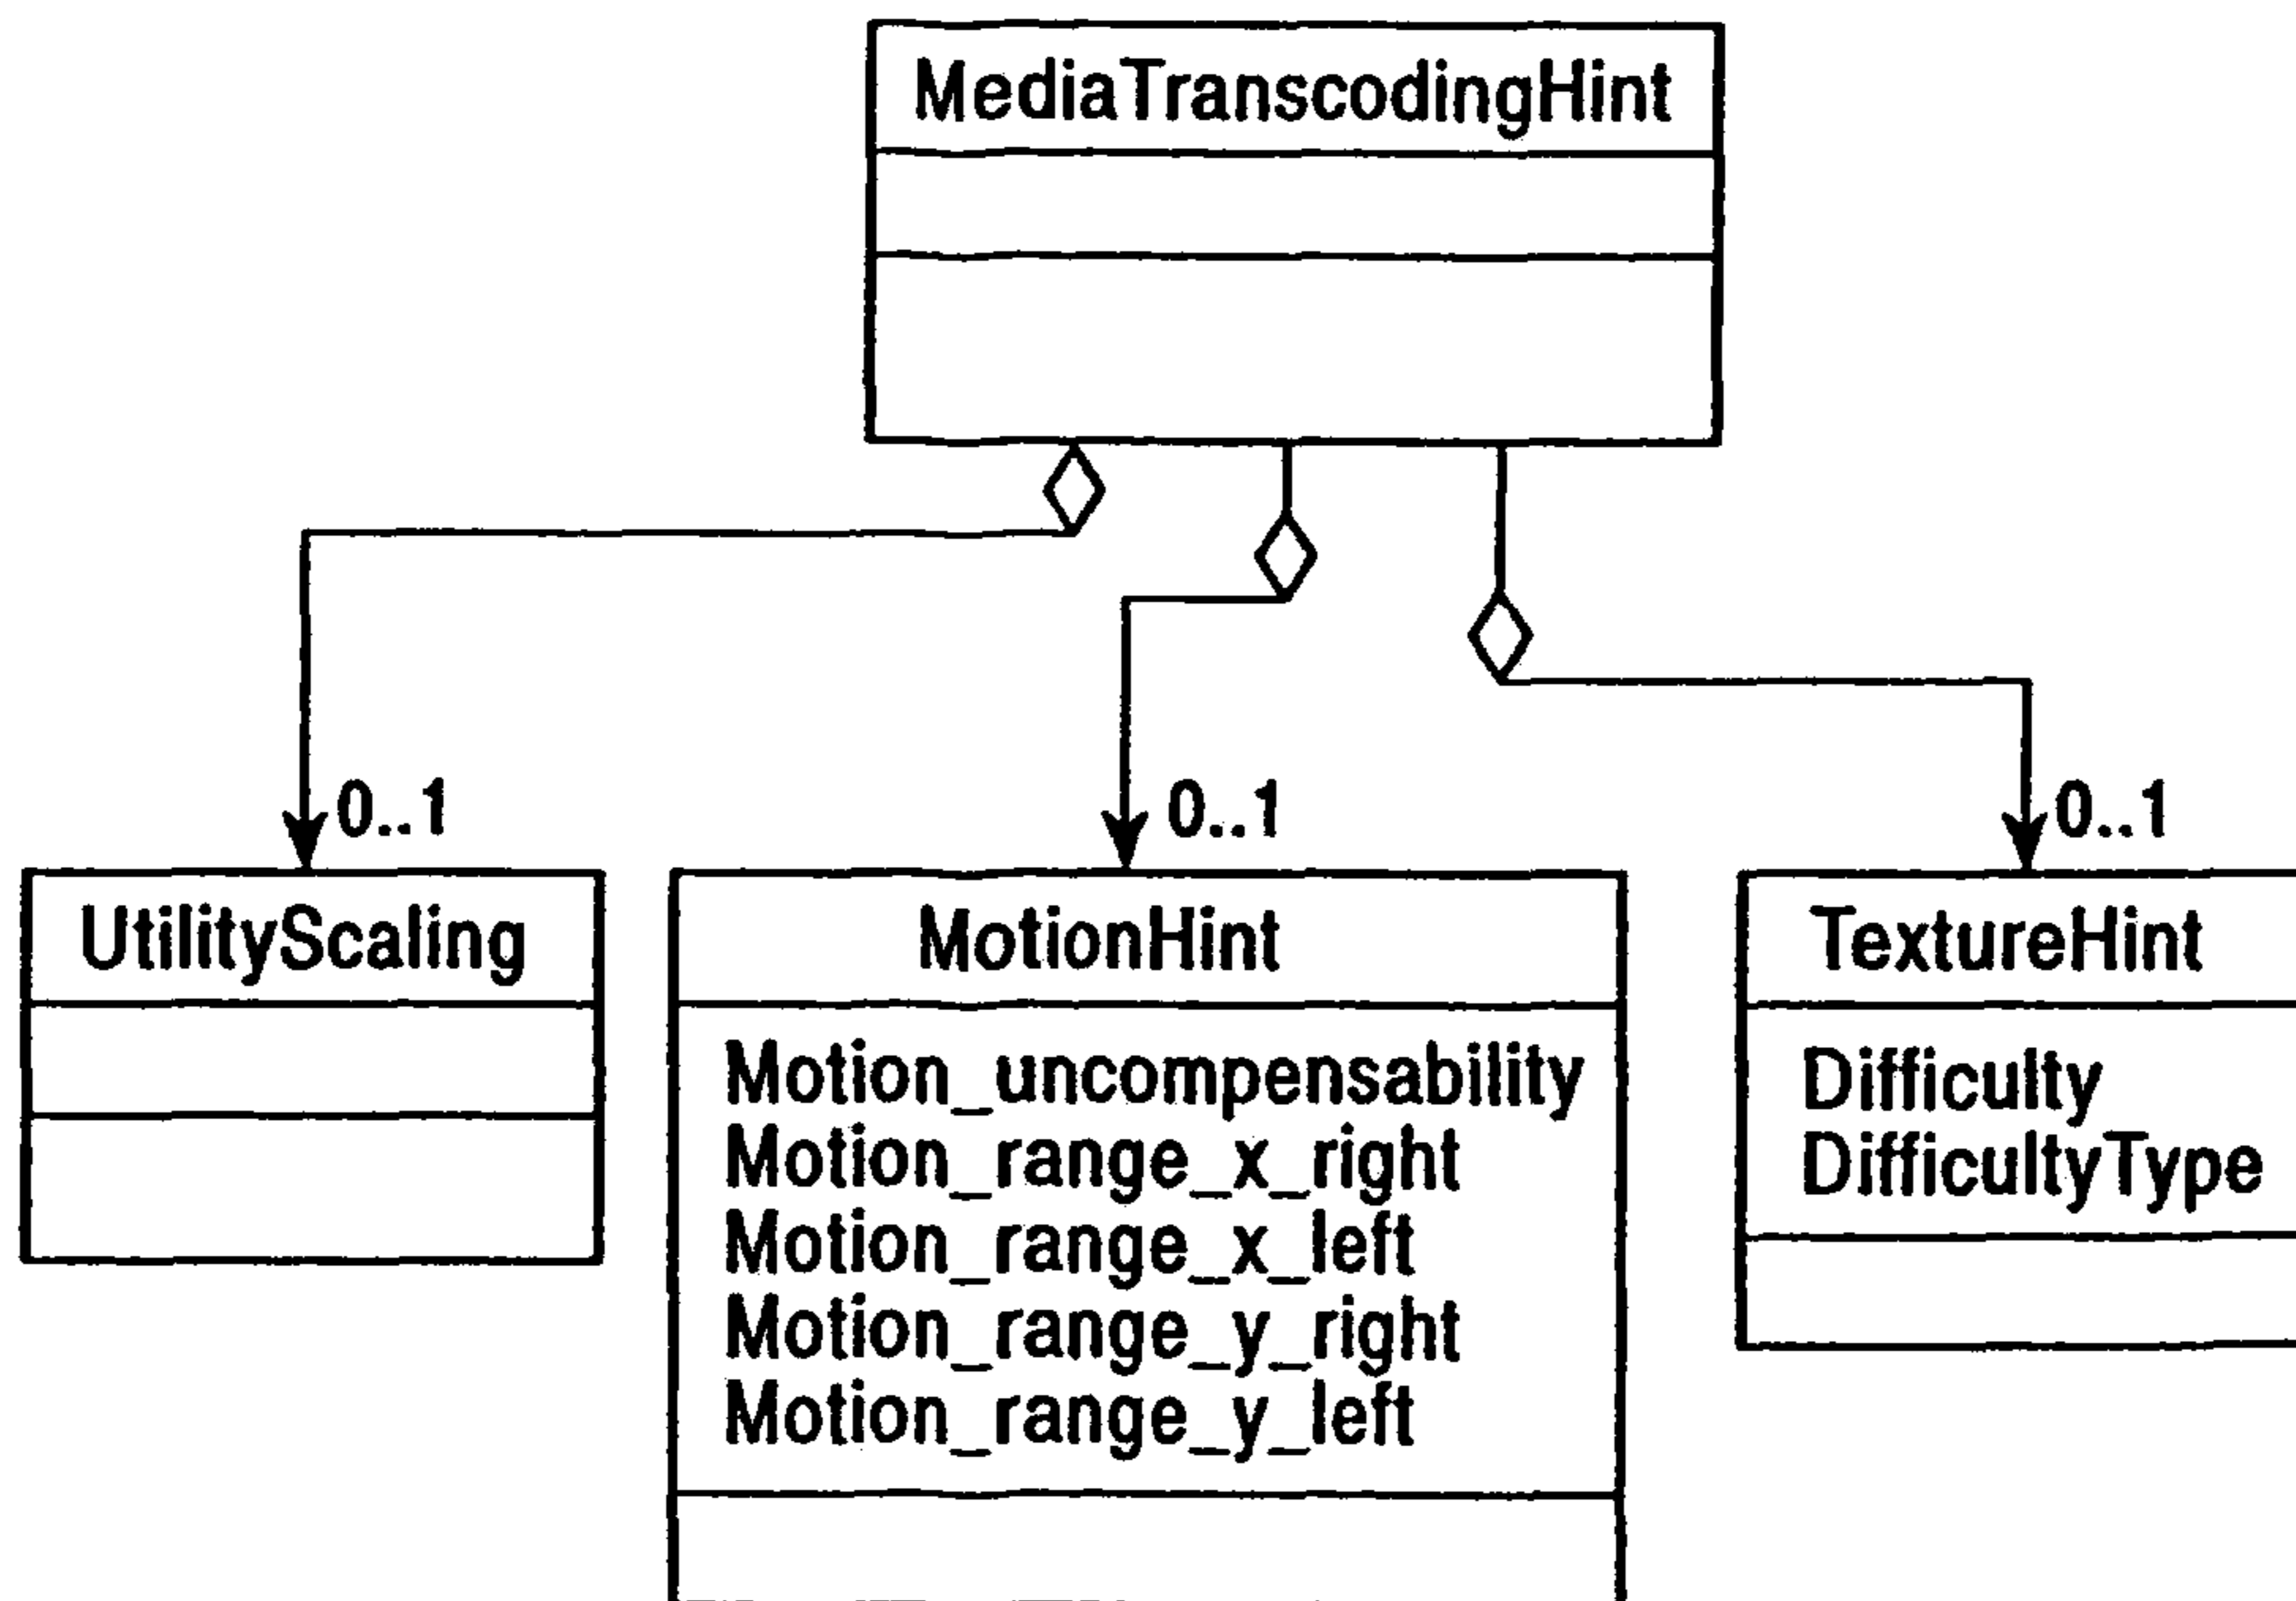 MediaTranscodingHint
0..1
0..1
0..1
UtilityScaling
MotionHint
TextureHint
Motion_uncompensability
Motion_range_x_right
Motion_range_x_left
Motion_range_y_right
Motion_range_y_left
Difficulty
DifficultyType